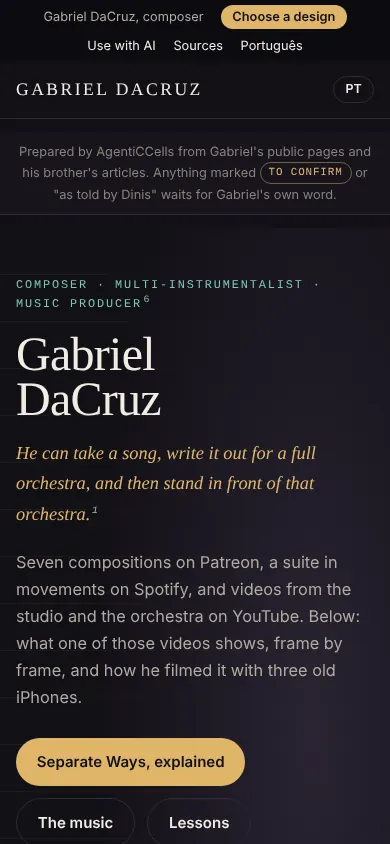 Gabriel DaCruz, composer Choose a design
Use with AI Sources Português
GABRIEL DACRUZ PT
Prepared by AgentiCCells from Gabriel's public pages and
his brother's articles. Anything marked TO CONFIRM or
"as told by Dinis" waits for Gabriel's own word.
COMPOSER · MULTI-INSTRUMENTALIST ·
MUSIC PRODUCER6
Gabriel
DaCruz
He can take a song, write it out for a full
orchestra, and then stand in front of that
orchestra.1
Seven compositions on Patreon, a suite in
movements on Spotify, and videos from the
studio and the orchestra on YouTube. Below:
what one of those videos shows, frame by
frame, and how he filmed it with three old
iPhones.
Separate Ways, explained
The music Lessons